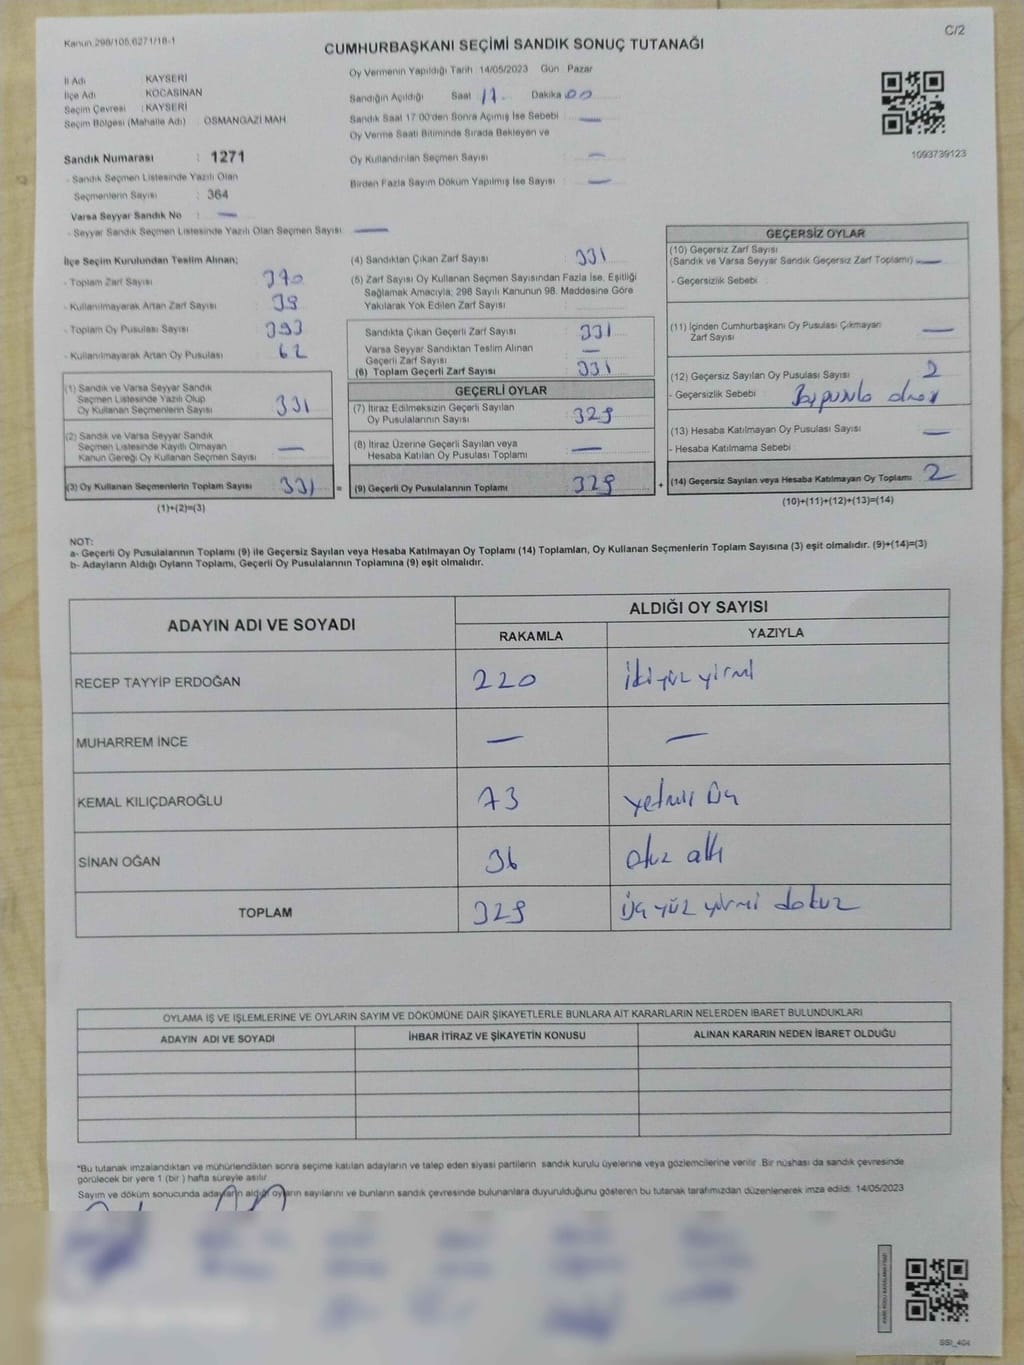 Kanun 298/105,6271/18-1
C/2
CUMHURBAŞKANI SEÇİMİ SANDIK SONUÇ TUTANAĞI
İl Adı KAYSERİ
İlçe Adı KOCASİNAN
Seçim Çevresi : KAYSERİ
Seçim Bölgesi (Mahalle Adı) : OSMANGAZİ MAH
Sandık Numarası : 1271
- Sandık Seçmen Listesinde Yazılı Olan
Seçmenlerin Sayısı : 364
Varsa Seyyar Sandık No : —
- Seyyar Sandık Seçmen Listesinde Yazılı Olan Seçmen Sayısı : —
Oy Vermenin Yapıldığı Tarih 14/05/2023 Gün Pazar
Sandığın Açıldığı Saat 17. Dakika 00
Sandık Saat 17:00'den Sonra Açımış İse Sebebi : —
Oy Verme Saati Bitiminde Sırada Bekleyen ve
Oy Kullandırılan Seçmen Sayısı : —
Birden Fazla Sayım Döküm Yapılmış İse Sayısı : —
1093739123
İlçe Seçim Kurulundan Teslim Alınan;
- Toplam Zarf Sayısı : 370
- Kullanılmayarak Artan Zarf Sayısı : 39
- Toplam Oy Pusulası Sayısı : 393
- Kullanılmayarak Artan Oy Pusulası : 62
(1) Sandık ve Varsa Seyyar Sandık
Seçmen Listesinde Yazılı Olup
Oy Kullanan Seçmenlerin Sayısı : 331
(2) Sandık ve Varsa Seyyar Sandık
Seçmen Listesinde Kayıtlı Olmayan
Kanun Gereği Oy Kullanan Seçmen Sayısı : —
(3) Oy Kullanan Seçmenlerin Toplam Sayısı : 331 =
(1)+(2)=(3)
(4) Sandıktan Çıkan Zarf Sayısı : 331
(5) Zarf Sayısı Oy Kullanan Seçmen Sayısından Fazla İse, Eşitliği
Sağlamak Amacıyla; 298 Sayılı Kanunun 98. Maddesine Göre
Yakılarak Yok Edilen Zarf Sayısı :
Sandıkta Çıkan Geçerli Zarf Sayısı : 331
Varsa Seyyar Sandıktan Teslim Alınan
Geçerli Zarf Sayısı : —
(6) Toplam Geçerli Zarf Sayısı : 331
GEÇERLİ OYLAR
(7) İtiraz Edilmeksizin Geçerli Sayılan
Oy Pusulalarının Sayısı : 329
(8) İtiraz Üzerine Geçerli Sayılan veya
Hesaba Katılan Oy Pusulası Toplamı : —
(9) Geçerli Oy Pusulalarının Toplamı : 329 +
GEÇERSİZ OYLAR
(10) Geçersiz Zarf Sayısı
(Sandık ve Varsa Seyyar Sandık Geçersiz Zarf Toplamı) : —
- Geçersizlik Sebebi :
(11) İçinden Cumhurbaşkanı Oy Pusulası Çıkmayan
Zarf Sayısı : —
(12) Geçersiz Sayılan Oy Pusulası Sayısı : 2
- Geçersizlik Sebebi :
(13) Hesaba Katılmayan Oy Pusulası Sayısı : —
- Hesaba Katılmama Sebebi :
(14) Geçersiz Sayılan veya Hesaba Katılmayan Oy Toplamı : 2
(10)+(11)+(12)+(13)=(14)
NOT:
a- Geçerli Oy Pusulalarının Toplamı (9) ile Geçersiz Sayılan veya Hesaba Katılmayan Oy Toplamı (14) Toplamları, Oy Kullanan Seçmenlerin Toplam Sayısına (3) eşit olmalıdır. (9)+(14)=(3)
b- Adayların Aldığı Oyların Toplamı, Geçerli Oy Pusulalarının Toplamına (9) eşit olmalıdır.
ADAYIN ADI VE SOYADI
ALDIĞI OY SAYISI
RAKAMLA YAZIYLA
RECEP TAYYİP ERDOĞAN 220 iki yüz yirmi
MUHARREM İNCE — —
KEMAL KILIÇDAROĞLU 73 yetmiş üç
SİNAN OĞAN 36 otuz altı
TOPLAM 329 üç yüz yirmi dokuz
OYLAMA İŞ VE İŞLEMLERİNE VE OYLARIN SAYIM VE DÖKÜMÜNE DAİR ŞİKAYETLERLE BUNLARA AİT KARARLARIN NELERDEN İBARET BULUNDUKLARI
ADAYIN ADI VE SOYADI İHBAR İTİRAZ VE ŞİKAYETİN KONUSU ALINAN KARARIN NEDEN İBARET OLDUĞU
*Bu tutanak imzalandıktan ve mühürlendikten sonra seçime katılan adayların ve talep eden siyasi partilerin sandık kurulu üyelerine veya gözlemcilerine verilir. Bir nüshası da sandık çevresinde
görülecek bir yere 1 (bir ) hafta süreyle asılır.
Sayım ve döküm sonucunda adayların aldığı oyların sayılarını ve bunların sandık çevresinde bulunanlara duyurulduğunu gösteren bu tutanak tarafımızdan düzenlenerek imza edildi. 14/05/2023
SSİ_404